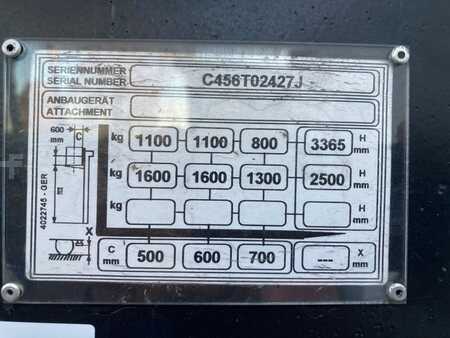 SERIENNUMMER
SERIAL NUMBER
C456T02427J
ANBAUGERÄT
ATTACHMENT
600 mm C
kg 1100 1100 800 3365 H mm
kg 1600 1600 1300 2500 H mm
kg H mm
H
X
4022745 - GER
C mm 500 600 700 --- X mm